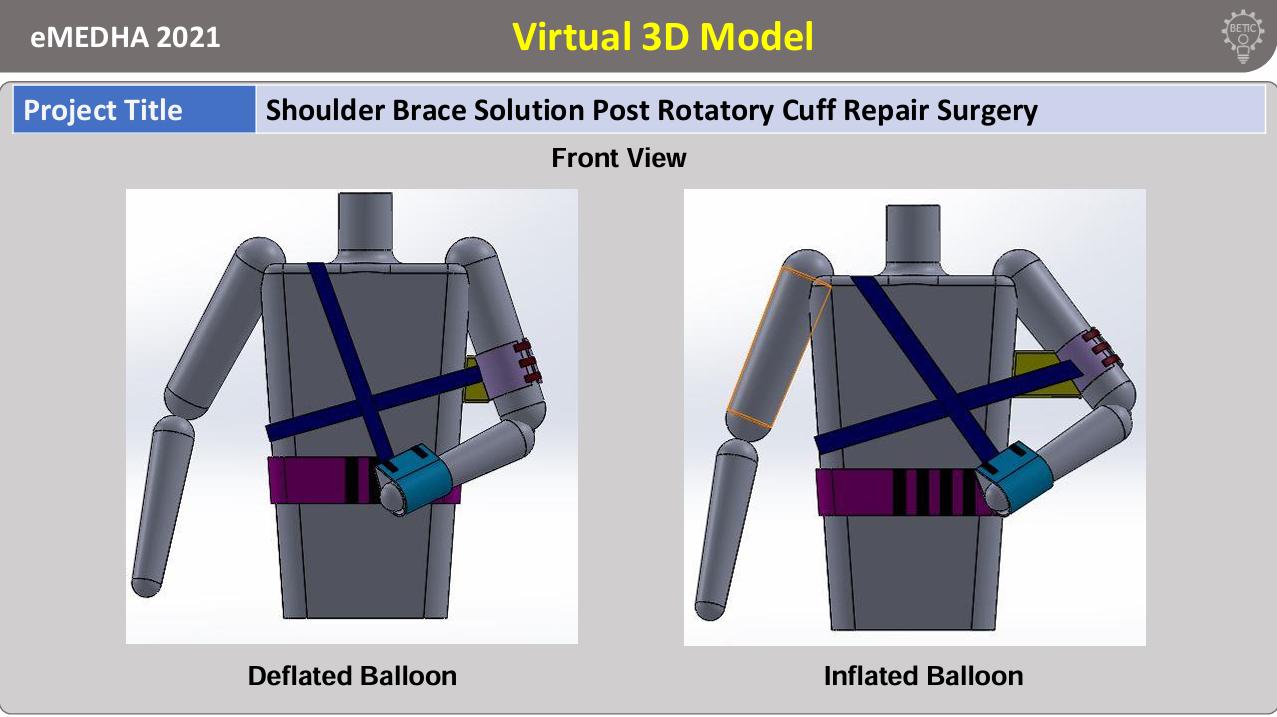 eMEDHA 2021
Virtual 3D Model
BETIC
Project Title
Shoulder Brace Solution Post Rotatory Cuff Repair Surgery
Front View
Deflated Balloon
Inflated Balloon